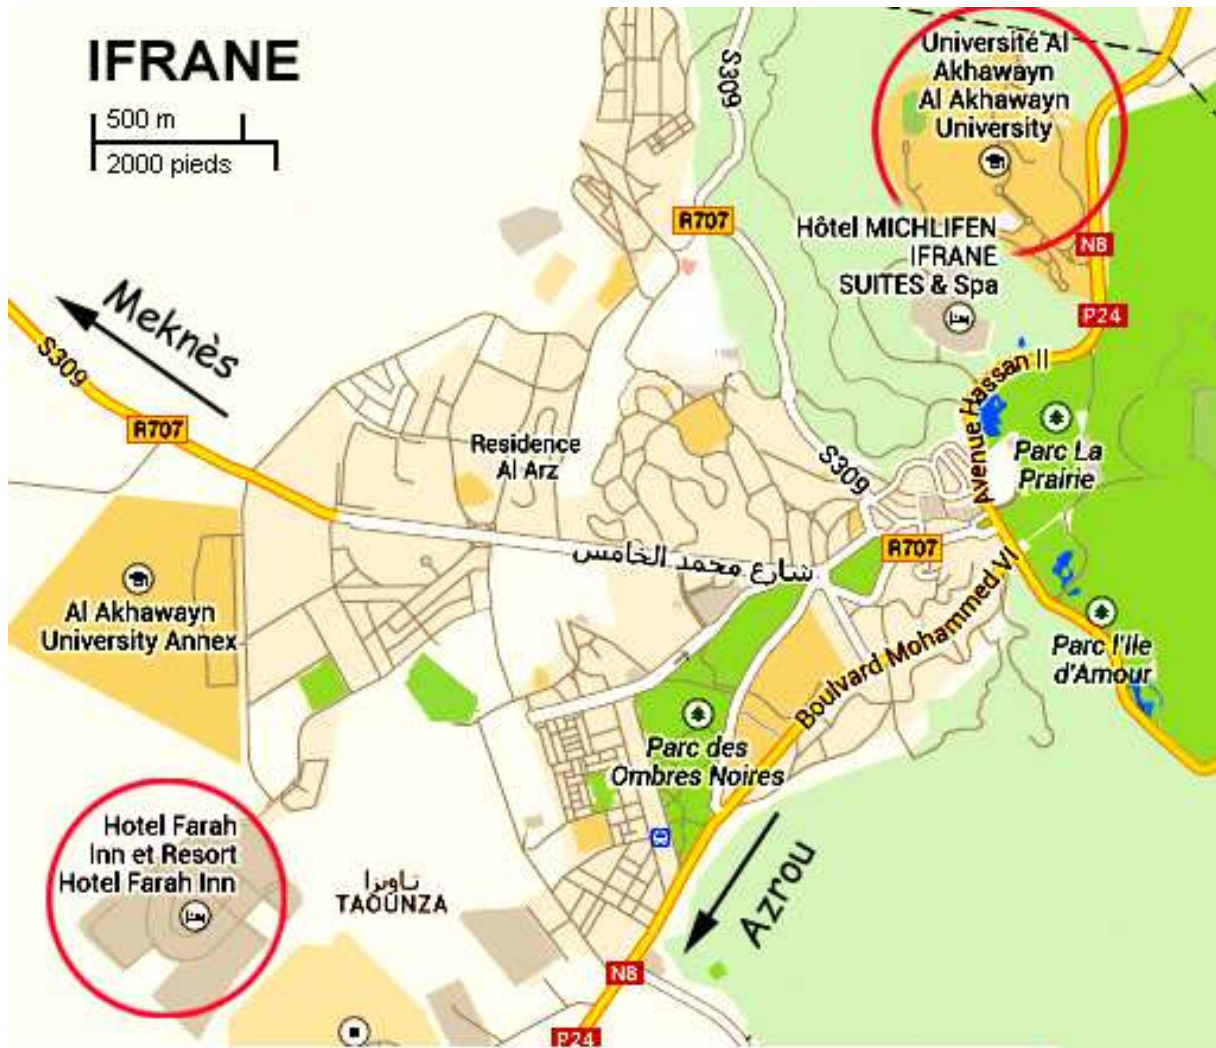 IFRANE
500 m
2000 pieds
S309
Université Al
Akhawayn
Al Akhawayn
University
R707
Hôtel MICHLIFEN
IFRANE
SUITES & Spa
N8
P24
Meknès
S309
R707
Avenue Hassan II
Residence
Al Arz
S309
Parc La
Prairie
R707
شارع محمد الخامس
Al Akhawayn
University Annex
Boulvard Mohammed VI
Parc l'Ile
d'Amour
Parc des
Ombres Noires
Hotel Farah
Inn et Resort
Hotel Farah Inn
تاونزا
TAOUNZA
Azrou
N8
P24